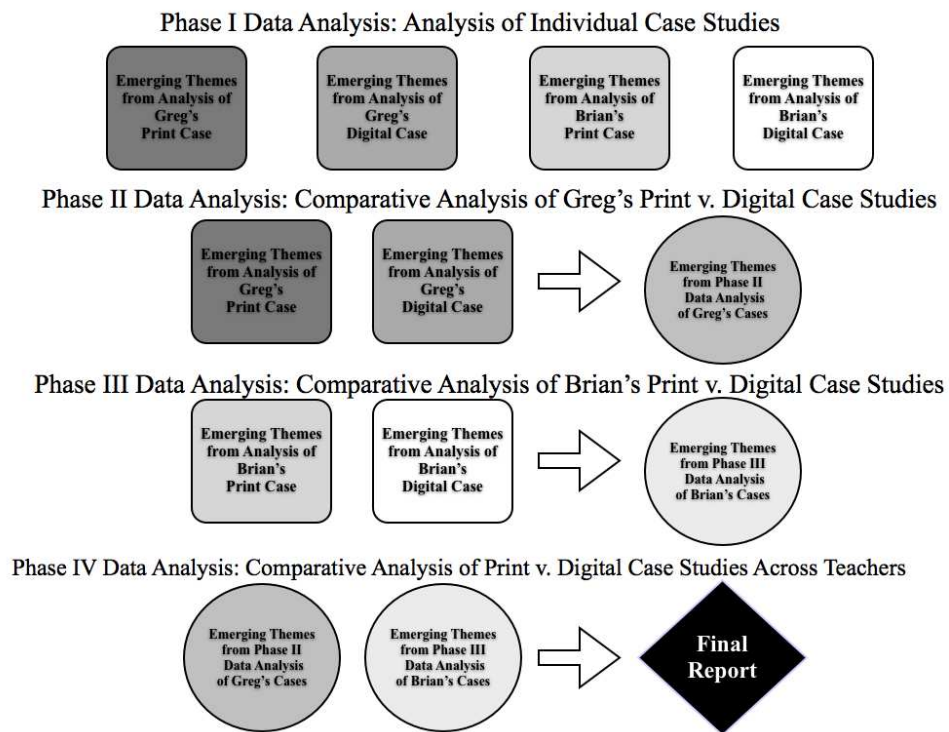 Phase I Data Analysis: Analysis of Individual Case Studies
Emerging Themes
from Analysis of
Greg's
Print Case
Emerging Themes
from Analysis of
Greg's
Digital Case
Emerging Themes
from Analysis of
Brian's
Print Case
Emerging Themes
from Analysis of
Brian's
Digital Case
Phase II Data Analysis: Comparative Analysis of Greg's Print v. Digital Case Studies
Emerging Themes
from Analysis of
Greg's
Print Case
Emerging Themes
from Analysis of
Greg's
Digital Case
Emerging Themes
from Phase II
Data Analysis
of Greg's Cases
Phase III Data Analysis: Comparative Analysis of Brian's Print v. Digital Case Studies
Emerging Themes
from Analysis of
Brian's
Print Case
Emerging Themes
from Analysis of
Brian's
Digital Case
Emerging Themes
from Phase III
Data Analysis
of Brian's Cases
Phase IV Data Analysis: Comparative Analysis of Print v. Digital Case Studies Across Teachers
Emerging Themes
from Phase II
Data Analysis
of Greg's Cases
Emerging Themes
from Phase III
Data Analysis
of Brian's Cases
Final
Report